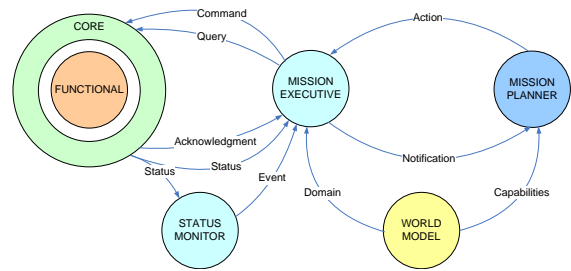 CORE
Command
Action
Query
FUNCTIONAL
MISSION
EXECUTIVE
MISSION
PLANNER
Acknowledgment
Status
Notification
Status
Event
Domain
Capabilities
STATUS
MONITOR
WORLD
MODEL